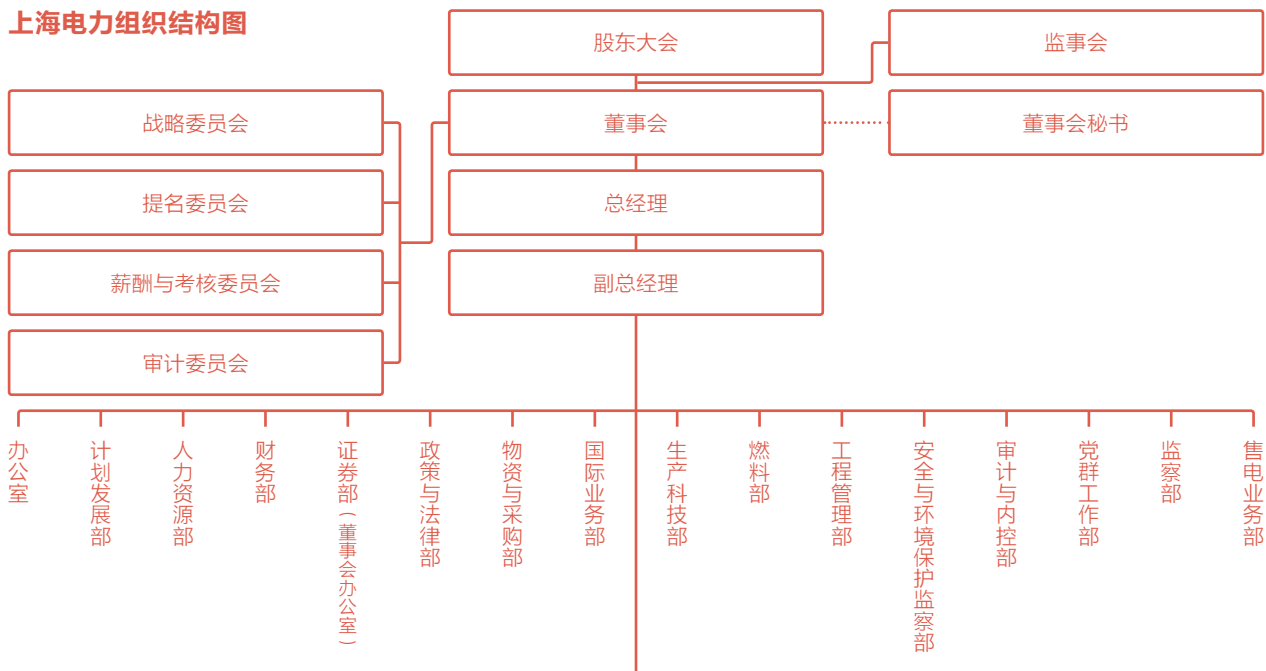 上海电力组织结构图
股东大会
监事会
战略委员会
董事会
董事会秘书
提名委员会
总经理
薪酬与考核委员会
副总经理
审计委员会
办公室
计划发展部
人力资源部
财务部
证券部(董事会办公室)
政策与法律部
物资与采购部
国际业务部
生产科技部
燃料部
工程管理部
安全与环境保护监察部
审计与内控部
党群工作部
监察部
售电业务部